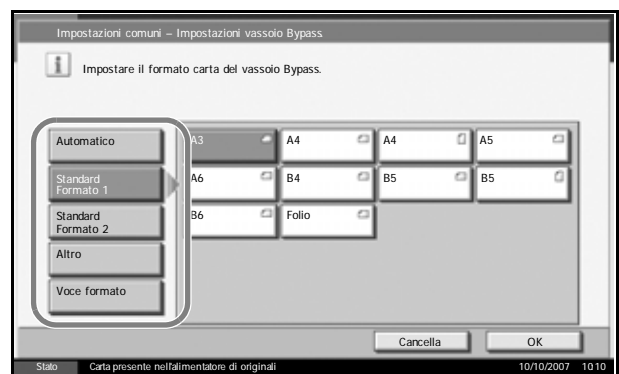 Impostazioni comuni – Impostazioni vassoio Bypass.
Impostare il formato carta del vassoio Bypass.
Automatico
A3
A4
A4
A5
Standard
Formato 1
A6
B4
B5
B5
Standard
Formato 2
B6
Folio
Altro
Voce formato
Cancella
OK
Stato
Carta presente nell'alimentatore di originali
10/10/2007 10:10